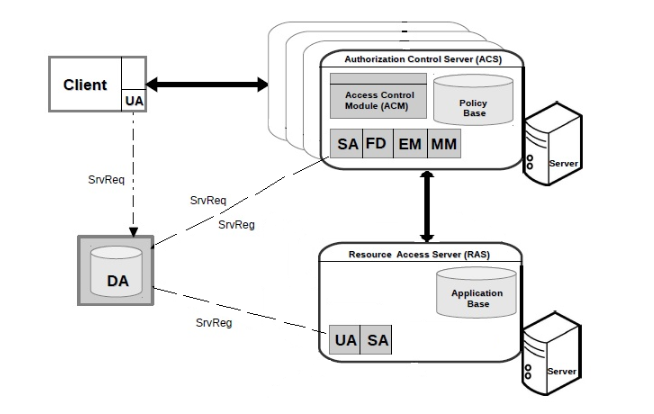 Authorization Control Server (ACS)
Client
UA
Access Control
Module (ACM)
Policy
Base
SA FD EM MM
Server
SrvReq
SrvReq
SrvReg
DA
Resource Access Server (RAS)
Application
Base
SrvReg
UA SA
Server